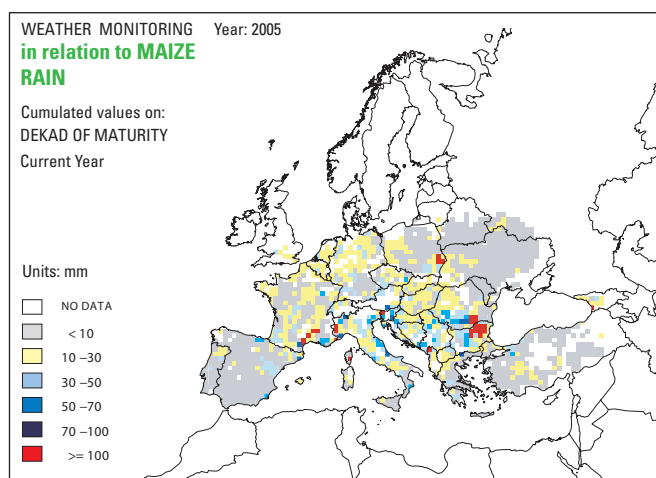 WEATHER MONITORING Year: 2005
in relation to MAIZE
RAIN
Cumulated values on:
DEKAD OF MATURITY
Current Year
Units: mm
NO DATA
< 10
10 –30
30 –50
50 –70
70 –100
>= 100